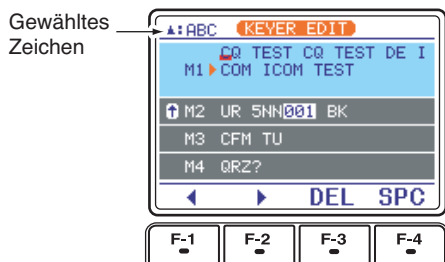 Gewähltes
Zeichen
▲:ABC KEYER EDIT
CQ TEST CQ TEST DE I
M1 COM ICOM TEST
M2 UR 5NN001 BK
M3 CFM TU
M4 QRZ?
◀ ▶ DEL SPC
F-1 F-2 F-3 F-4